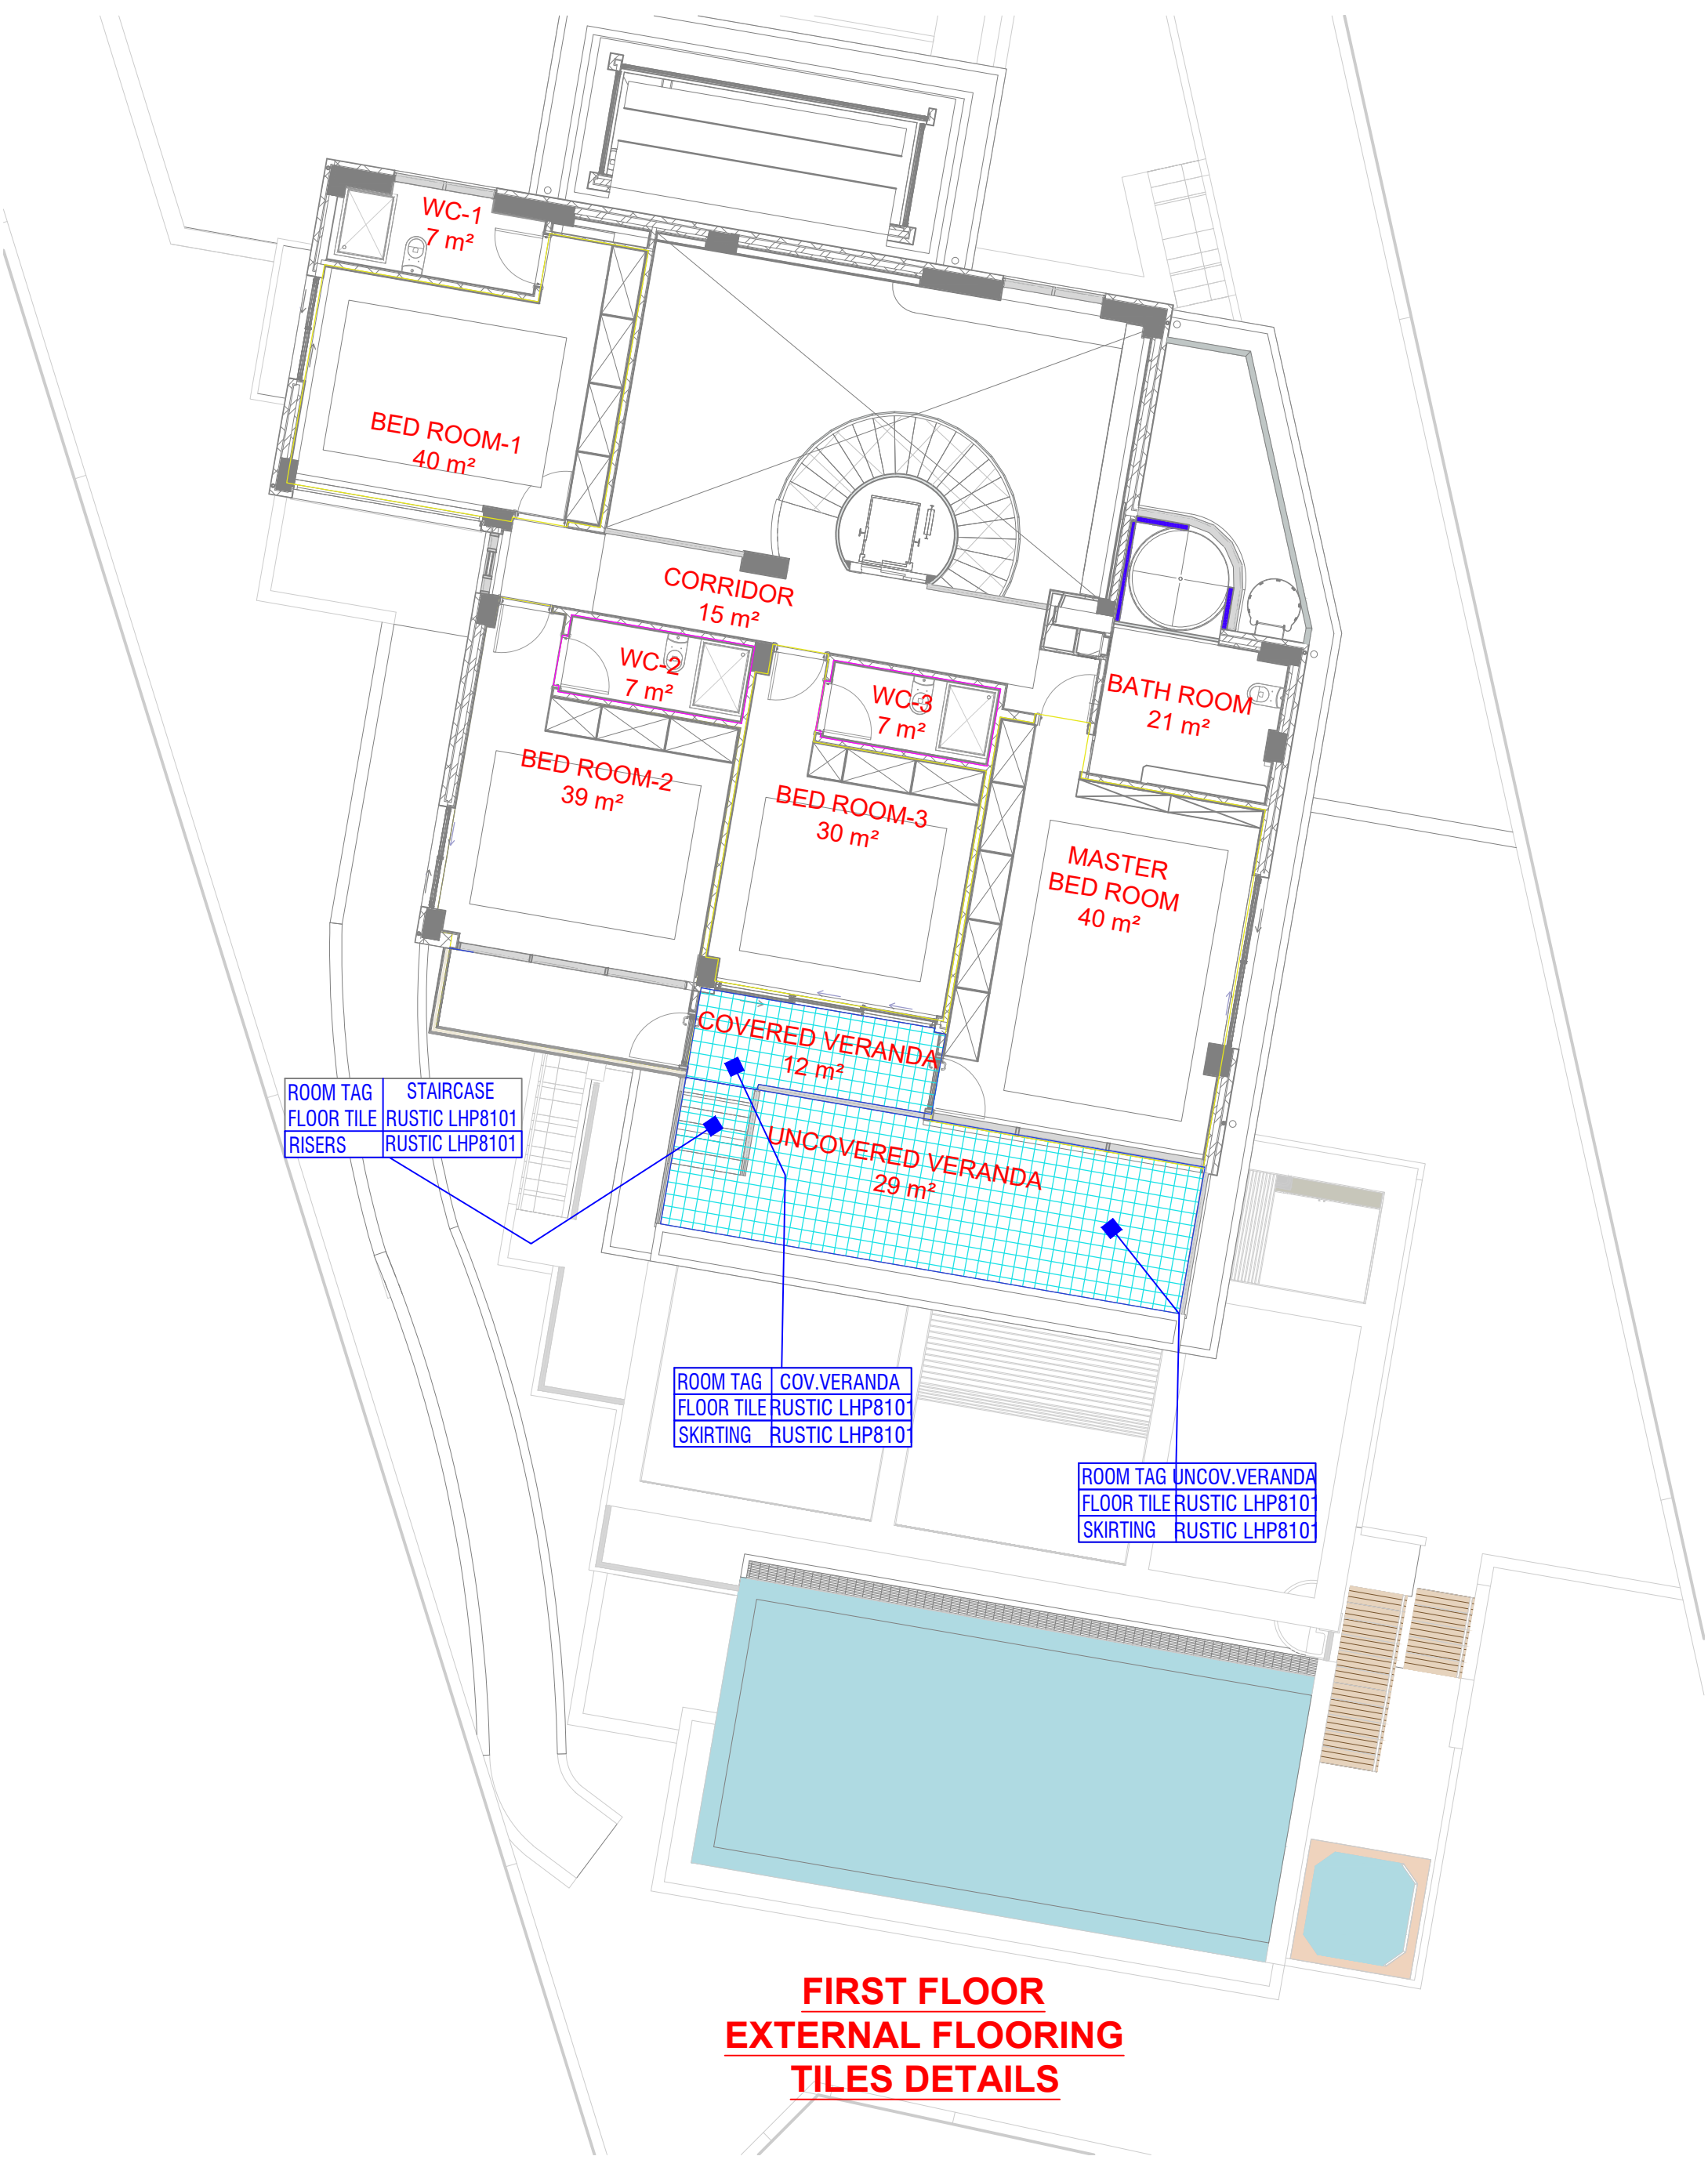 WC-1
7 m²
BED ROOM-1
40 m²
CORRIDOR
15 m²
WC-2
7 m²
WC-3
7 m²
BATH ROOM
21 m²
BED ROOM-2
39 m²
BED ROOM-3
30 m²
MASTER
BED ROOM
40 m²
COVERED VERANDA
12 m²
UNCOVERED VERANDA
29 m²
ROOM TAG STAIRCASE
FLOOR TILE RUSTIC LHP8101
RISERS RUSTIC LHP8101
ROOM TAG COV.VERANDA
FLOOR TILE RUSTIC LHP8101
SKIRTING RUSTIC LHP8101
ROOM TAG UNCOV.VERANDA
FLOOR TILE RUSTIC LHP8101
SKIRTING RUSTIC LHP8101
FIRST FLOOR
EXTERNAL FLOORING
TILES DETAILS